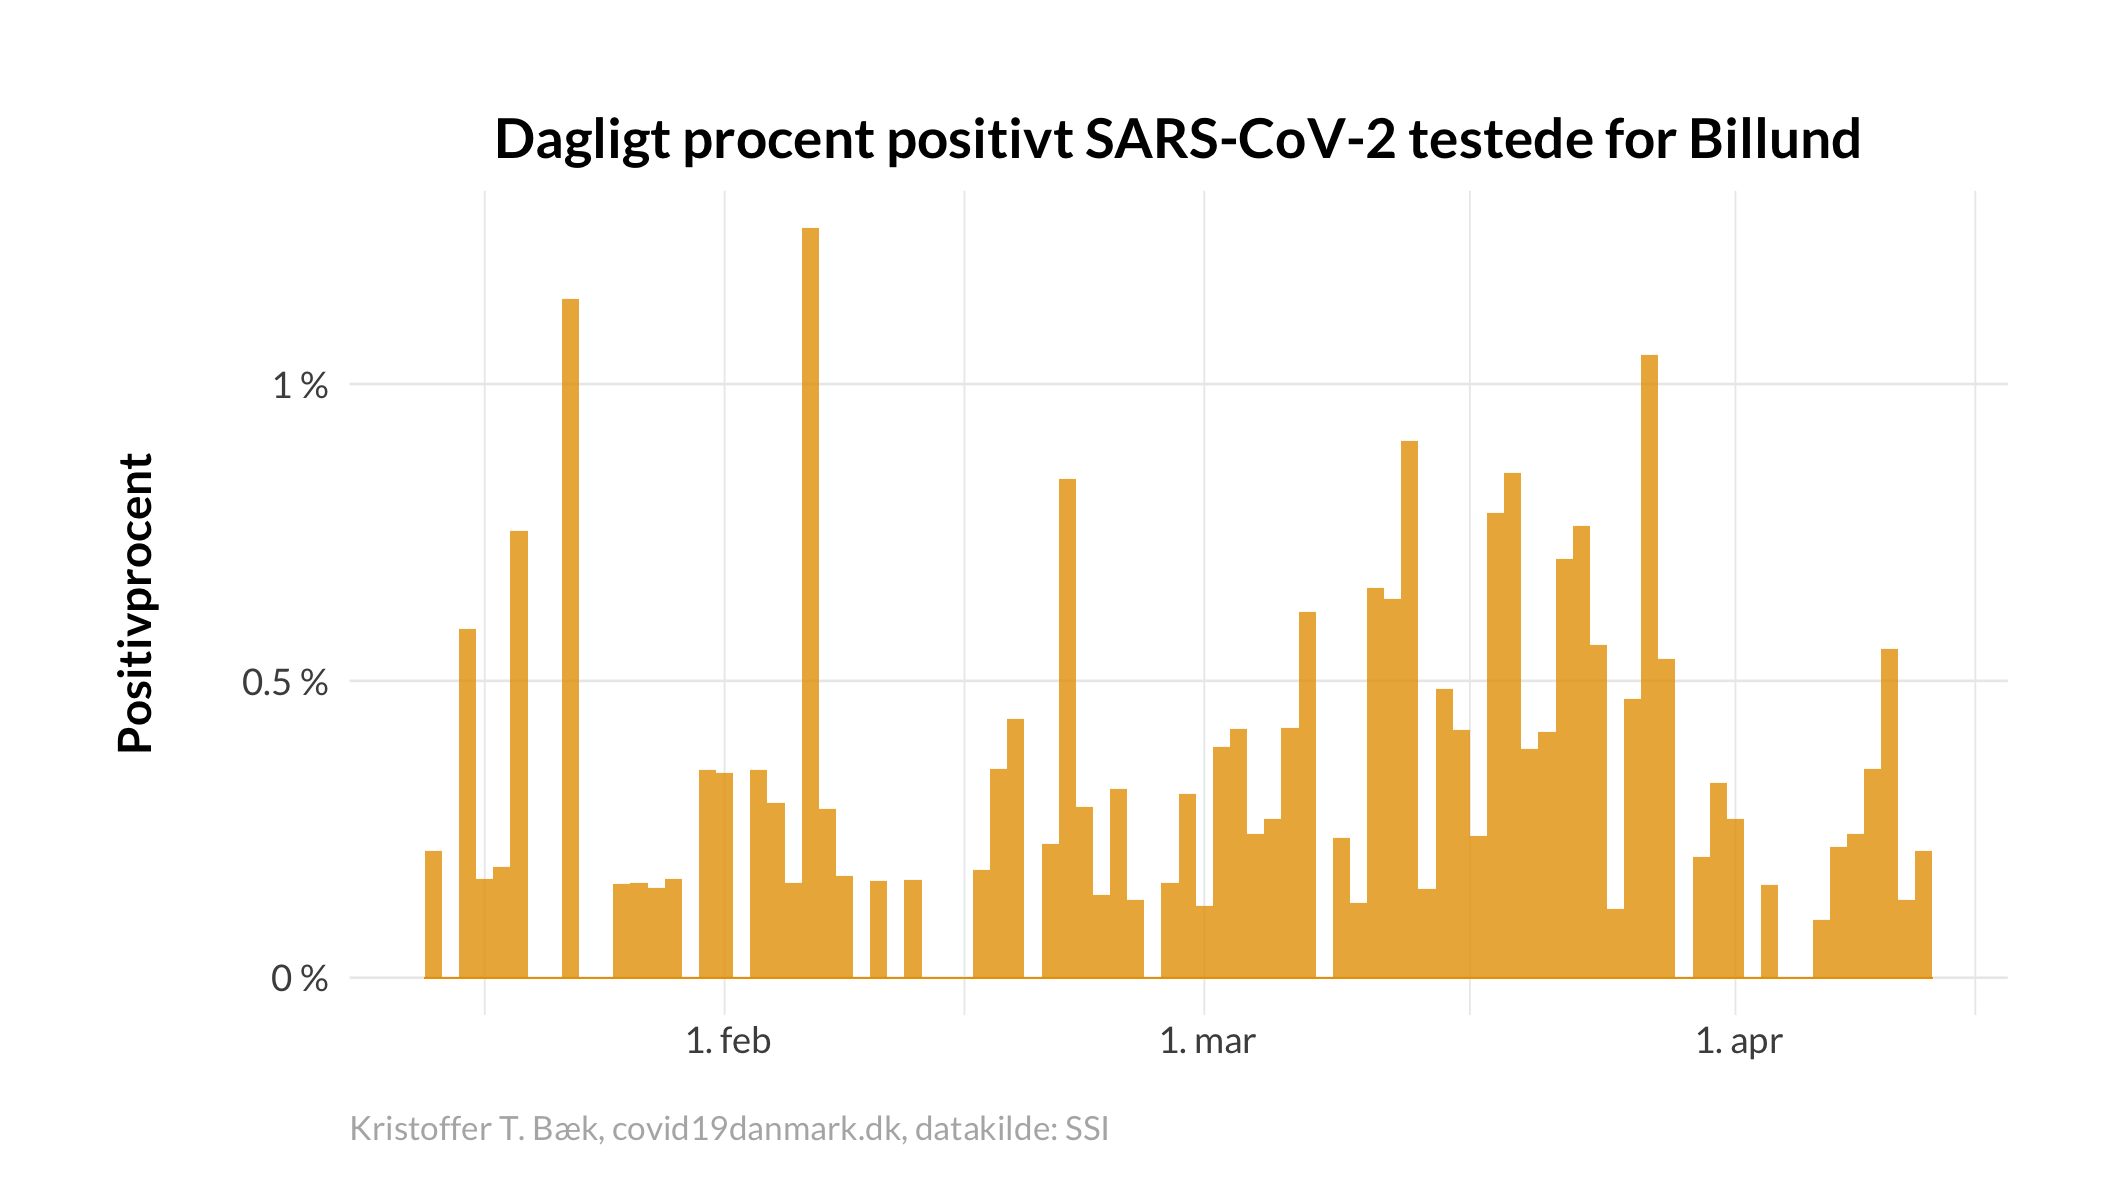 Dagligt procent positivt SARS-CoV-2 testede for Billund
Positivprocent
1 %
0.5 %
0 %
1. feb
1. mar
1. apr
Kristoffer T. Bæk, covid19danmark.dk, datakilde: SSI